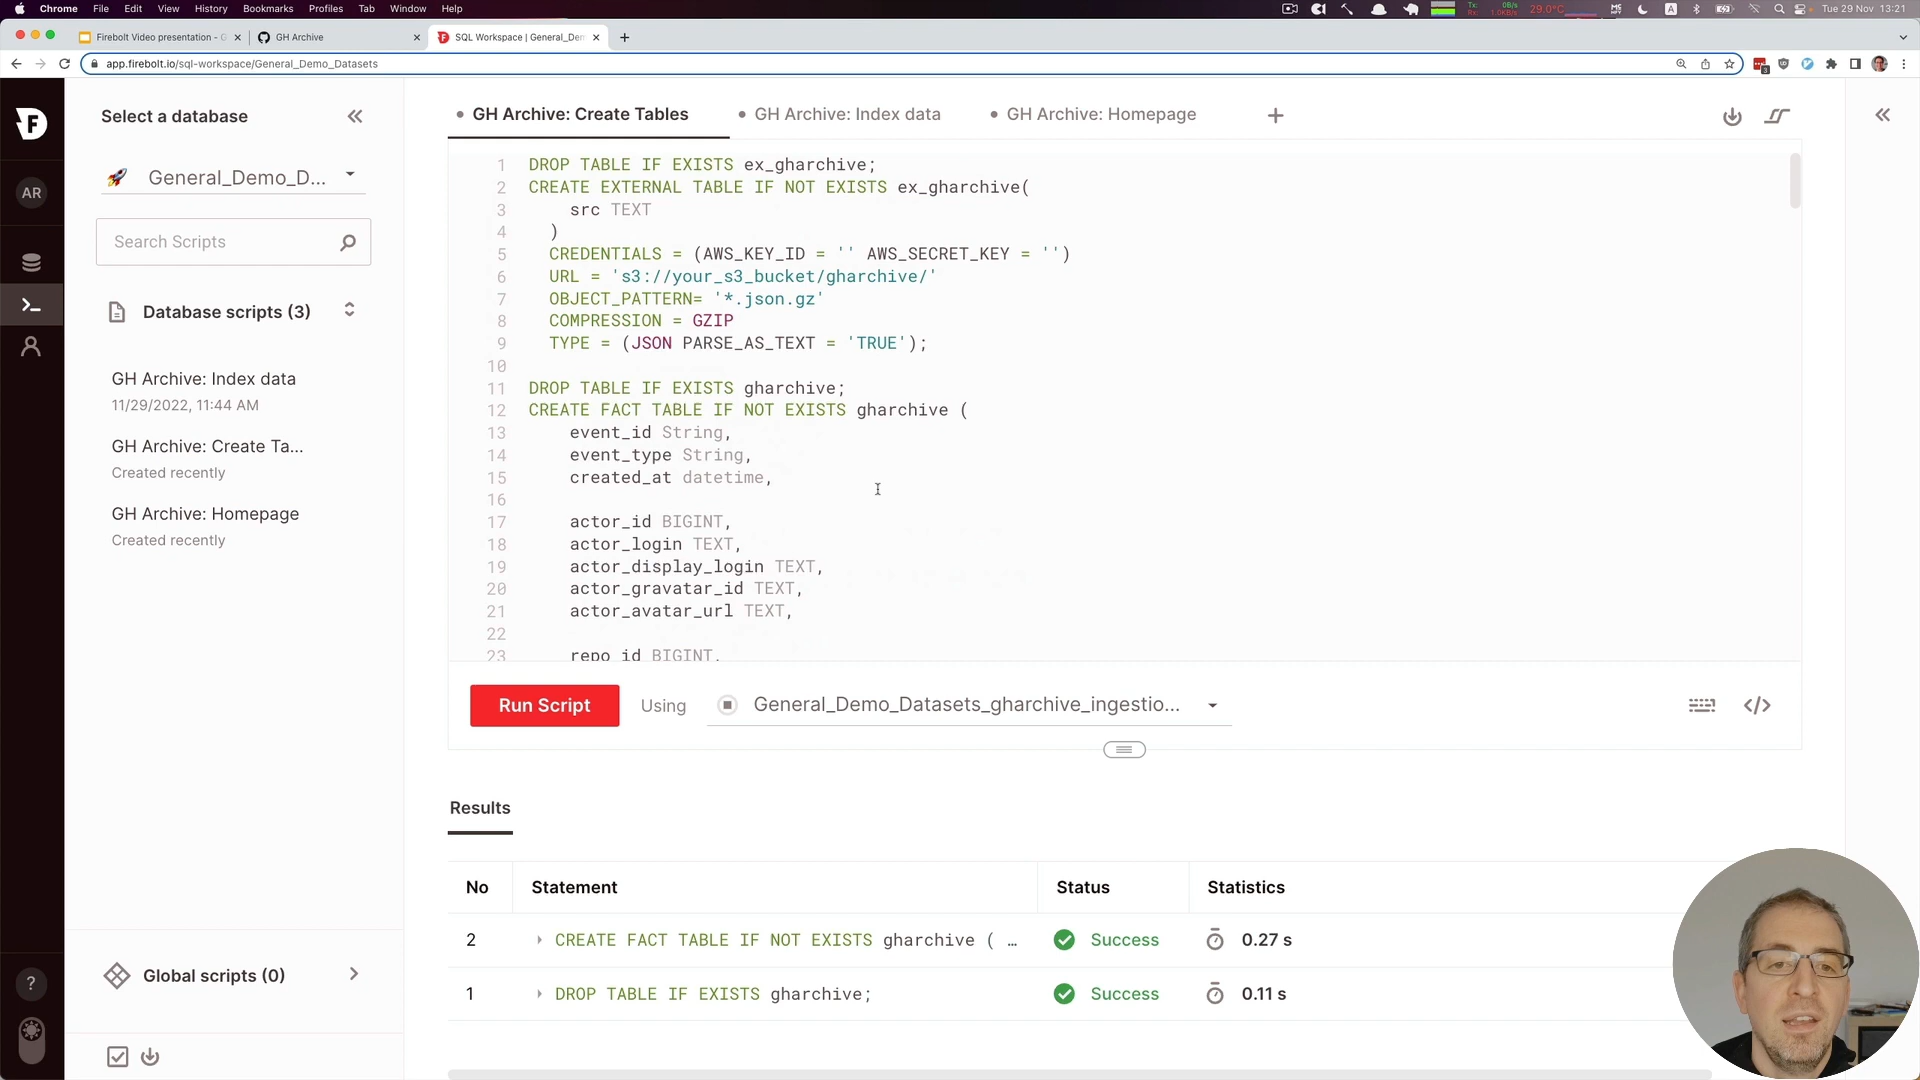 Chrome File Edit View History Bookmarks Profiles Tab Window Help
29.0°C
Tue 29 Nov 13:21
Firebolt Video presentation - G
GH Archive
SQL Workspace | General_Dem
app.firebolt.io/sql-workspace/General_Demo_Datasets
F
AR
Select a database
General_Demo_D...
Search Scripts
Database scripts (3)
GH Archive: Index data
11/29/2022, 11:44 AM
GH Archive: Create Ta...
Created recently
GH Archive: Homepage
Created recently
Global scripts (0)
?
GH Archive: Create Tables
GH Archive: Index data
GH Archive: Homepage
1 DROP TABLE IF EXISTS ex_gharchive;
2 CREATE EXTERNAL TABLE IF NOT EXISTS ex_gharchive(
3 src TEXT
4 )
5 CREDENTIALS = (AWS_KEY_ID = '' AWS_SECRET_KEY = '')
6 URL = 's3://your_s3_bucket/gharchive/'
7 OBJECT_PATTERN= '*.json.gz'
8 COMPRESSION = GZIP
9 TYPE = (JSON PARSE_AS_TEXT = 'TRUE');
10
11 DROP TABLE IF EXISTS gharchive;
12 CREATE FACT TABLE IF NOT EXISTS gharchive (
13 event_id String,
14 event_type String,
15 created_at datetime,
16
17 actor_id BIGINT,
18 actor_login TEXT,
19 actor_display_login TEXT,
20 actor_gravatar_id TEXT,
21 actor_avatar_url TEXT,
22
23 repo_id BIGINT,
Run Script
Using
General_Demo_Datasets_gharchive_ingestio...
Results
No Statement Status Statistics
2 CREATE FACT TABLE IF NOT EXISTS gharchive ( … Success 0.27 s
1 DROP TABLE IF EXISTS gharchive; Success 0.11 s